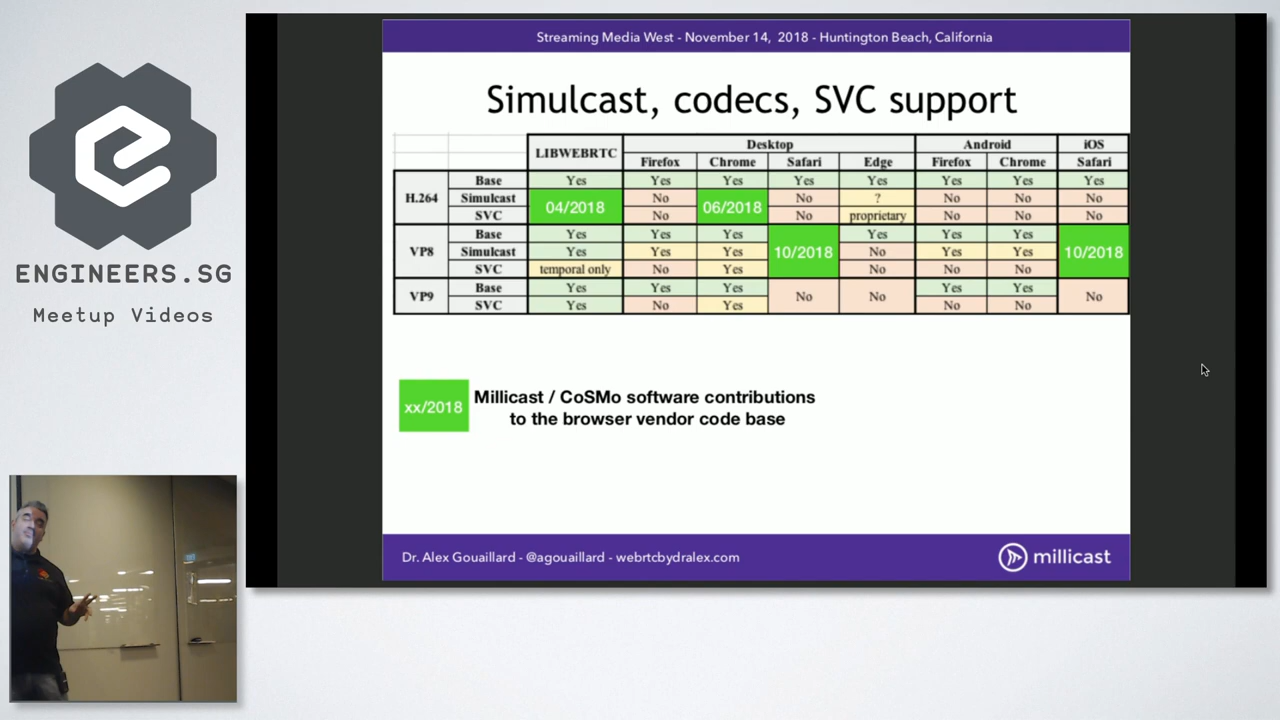 ENGINEERS.SG
Meetup Videos
Streaming Media West - November 14, 2018 - Huntington Beach, California
Simulcast, codecs, SVC support
LIBWEBRTC Desktop Android iOS
Firefox Chrome Safari Edge Firefox Chrome Safari
H.264 Base Yes Yes Yes Yes Yes Yes Yes Yes
Simulcast 04/2018 No 06/2018 No ? No No No
SVC No No proprietary No No No
VP8 Base Yes Yes Yes 10/2018 Yes Yes Yes 10/2018
Simulcast Yes Yes Yes No Yes Yes
SVC temporal only No Yes No No No
VP9 Base Yes Yes Yes No No Yes Yes No
SVC Yes No Yes No No
xx/2018 Millicast / CoSMo software contributions
to the browser vendor code base
Dr. Alex Gouaillard - @agouaillard - webrtcbydralex.com
millicast